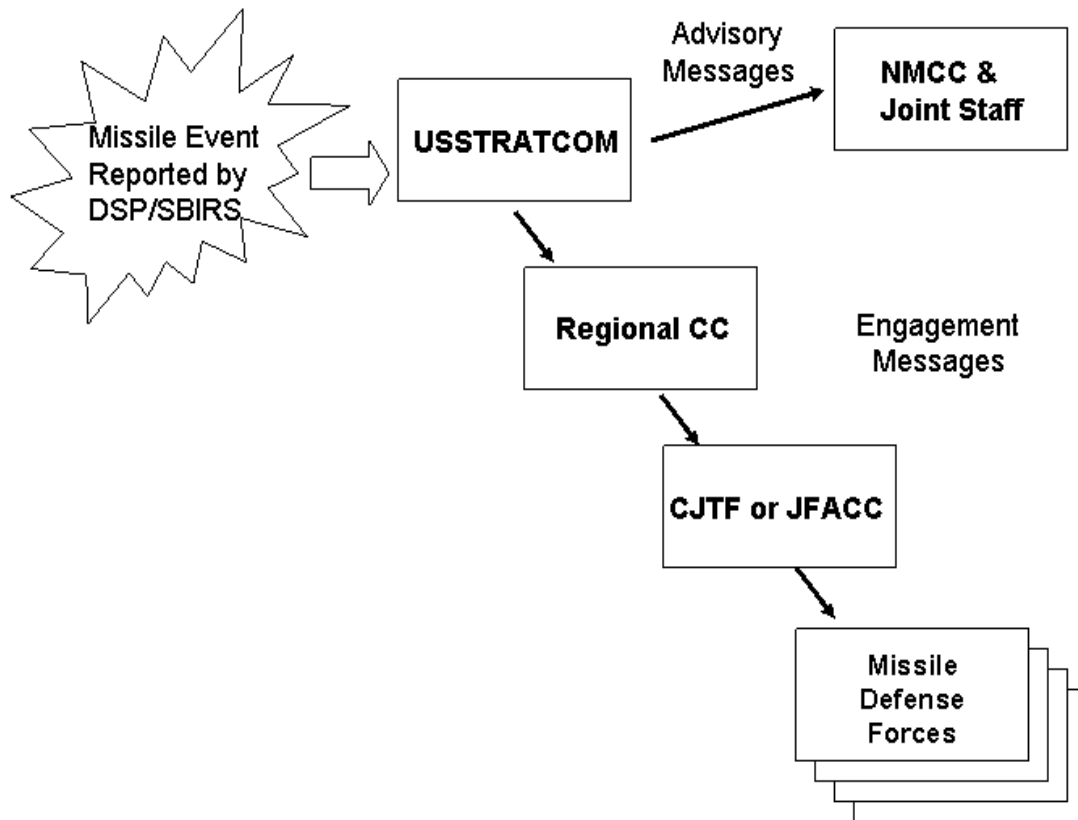 Missile Event
Reported by
DSP/SBIRS
USSTRATCOM
Advisory
Messages
NMCC &
Joint Staff
Regional CC
Engagement
Messages
CJTF or JFACC
Missile
Defense
Forces